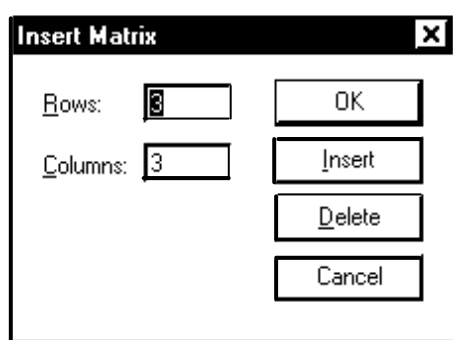 Insert Matrix
Rows: 3
OK
Columns: 3
Insert
Delete
Cancel